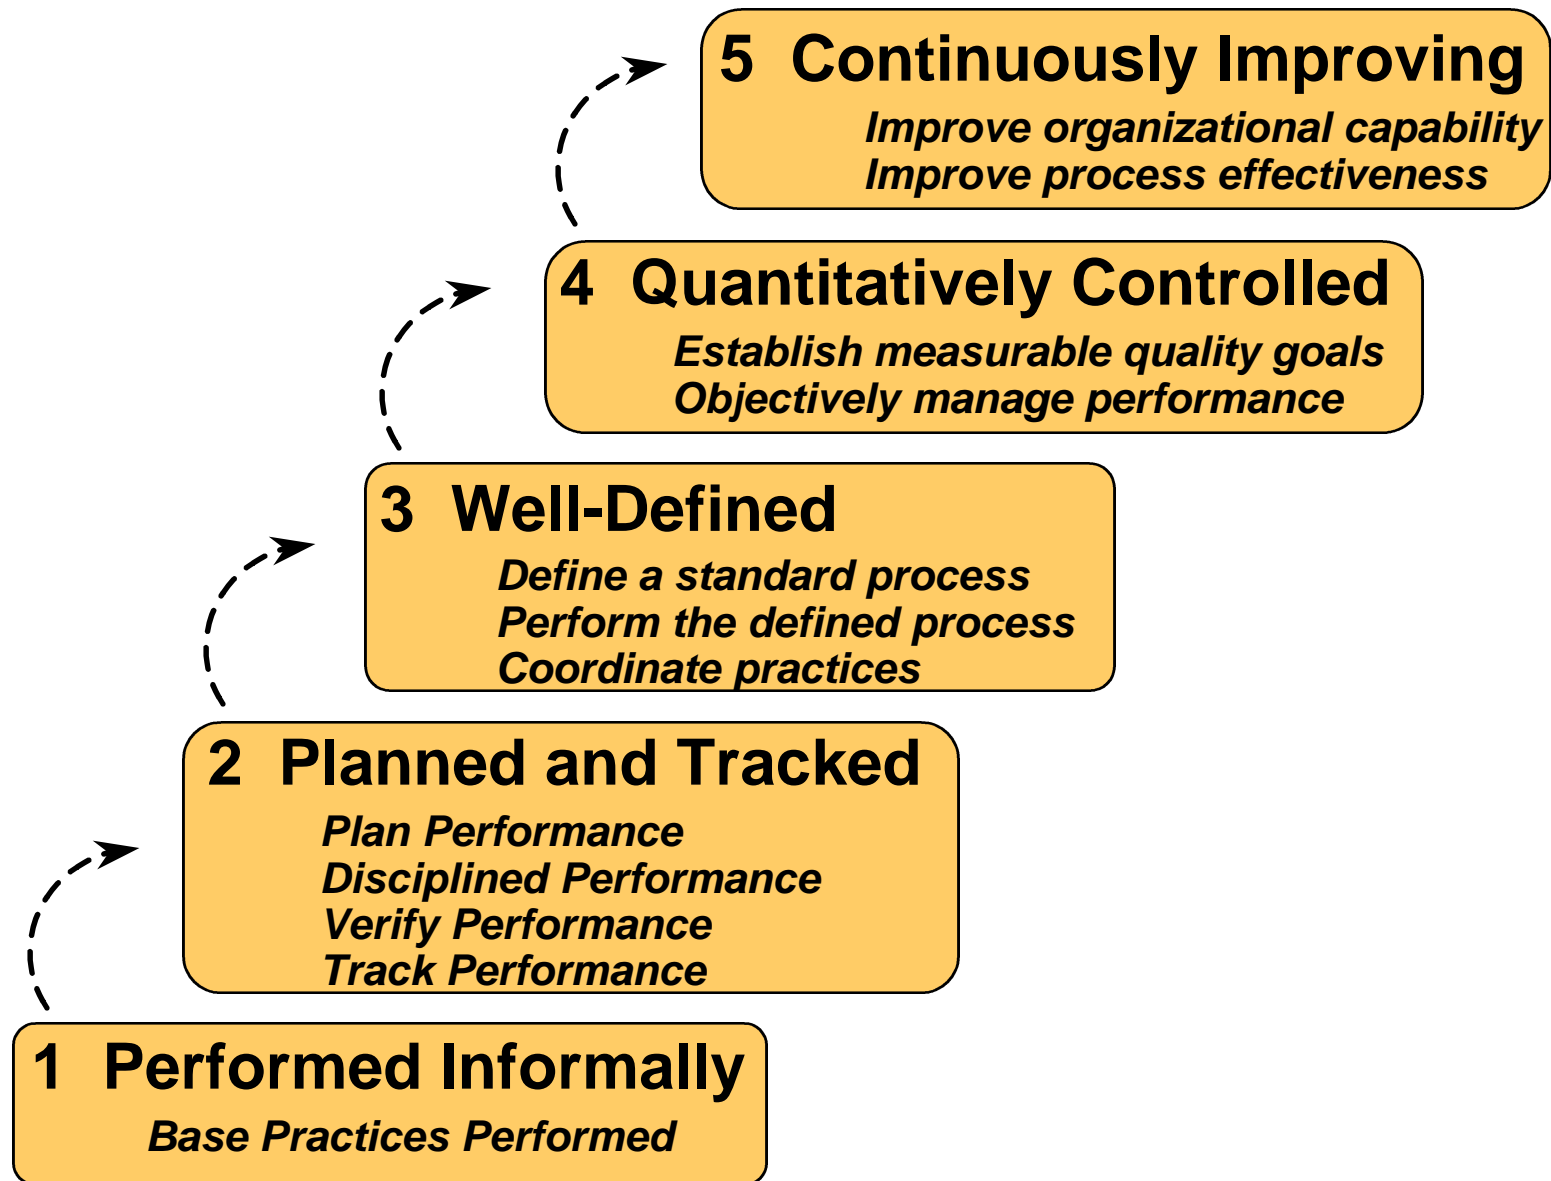 5 Continuously Improving
Improve organizational capability
Improve process effectiveness
4 Quantitatively Controlled
Establish measurable quality goals
Objectively manage performance
3 Well-Defined
Define a standard process
Perform the defined process
Coordinate practices
2 Planned and Tracked
Plan Performance
Disciplined Performance
Verify Performance
Track Performance
1 Performed Informally
Base Practices Performed